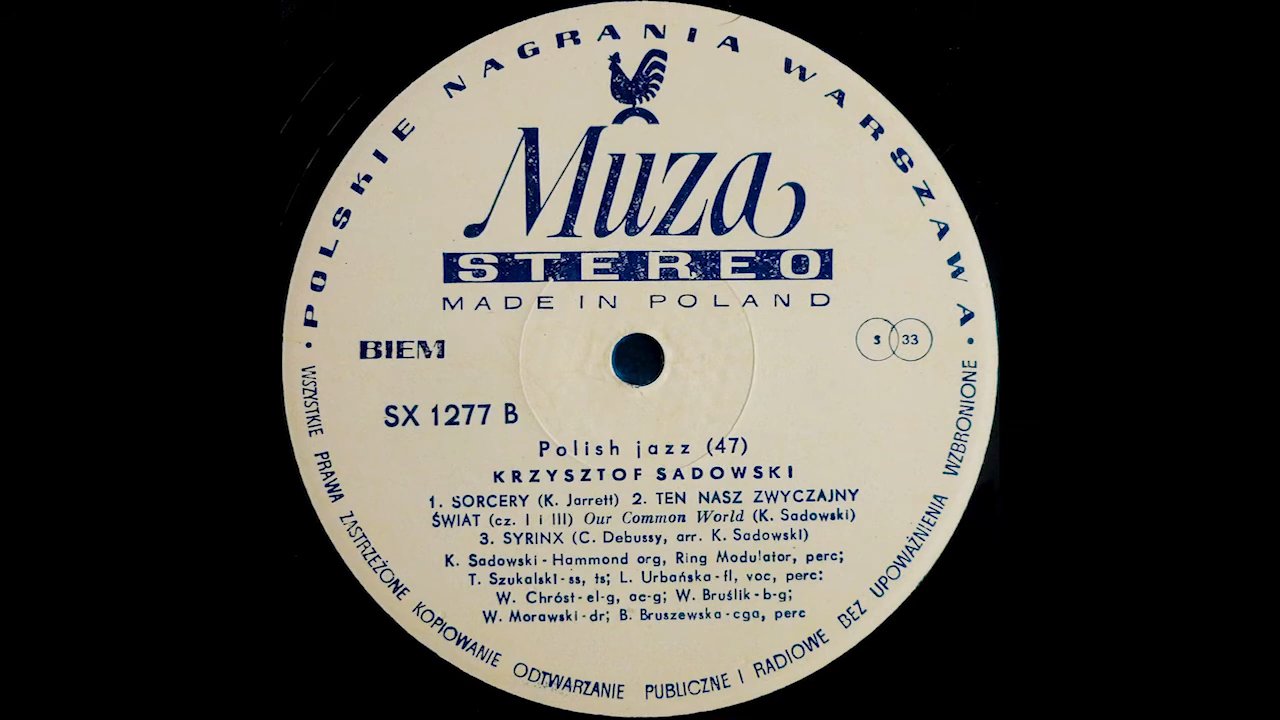 • POLSKIE NAGRANIA WARSZAWA •
Muza
STEREO
MADE IN POLAND
BIEM
S 33
SX 1277 B
Polish jazz (47)
KRZYSZTOF SADOWSKI
1. SORCERY (K. Jarrett) 2. TEN NASZ ZWYCZAJNY
ŚWIAT (cz. I i III) Our Common World (K. Sadowski)
3. SYRINX (C. Debussy, arr. K. Sadowski)
K. Sadowski - Hammond org, Ring Modulator, perc;
T. Szukalski - ss, ts; L. Urbańska - fl, voc, perc:
W. Chróst - el-g, ac-g; W. Bruślik - b-g;
W. Morawski - dr; B. Bruszewska - cga, perc
WSZYSTKIE PRAWA ZASTRZEŻONE KOPIOWANIE ODTWARZANIE PUBLICZNE I RADIOWE BEZ UPOWAŻNIENIA WZBRONIONE